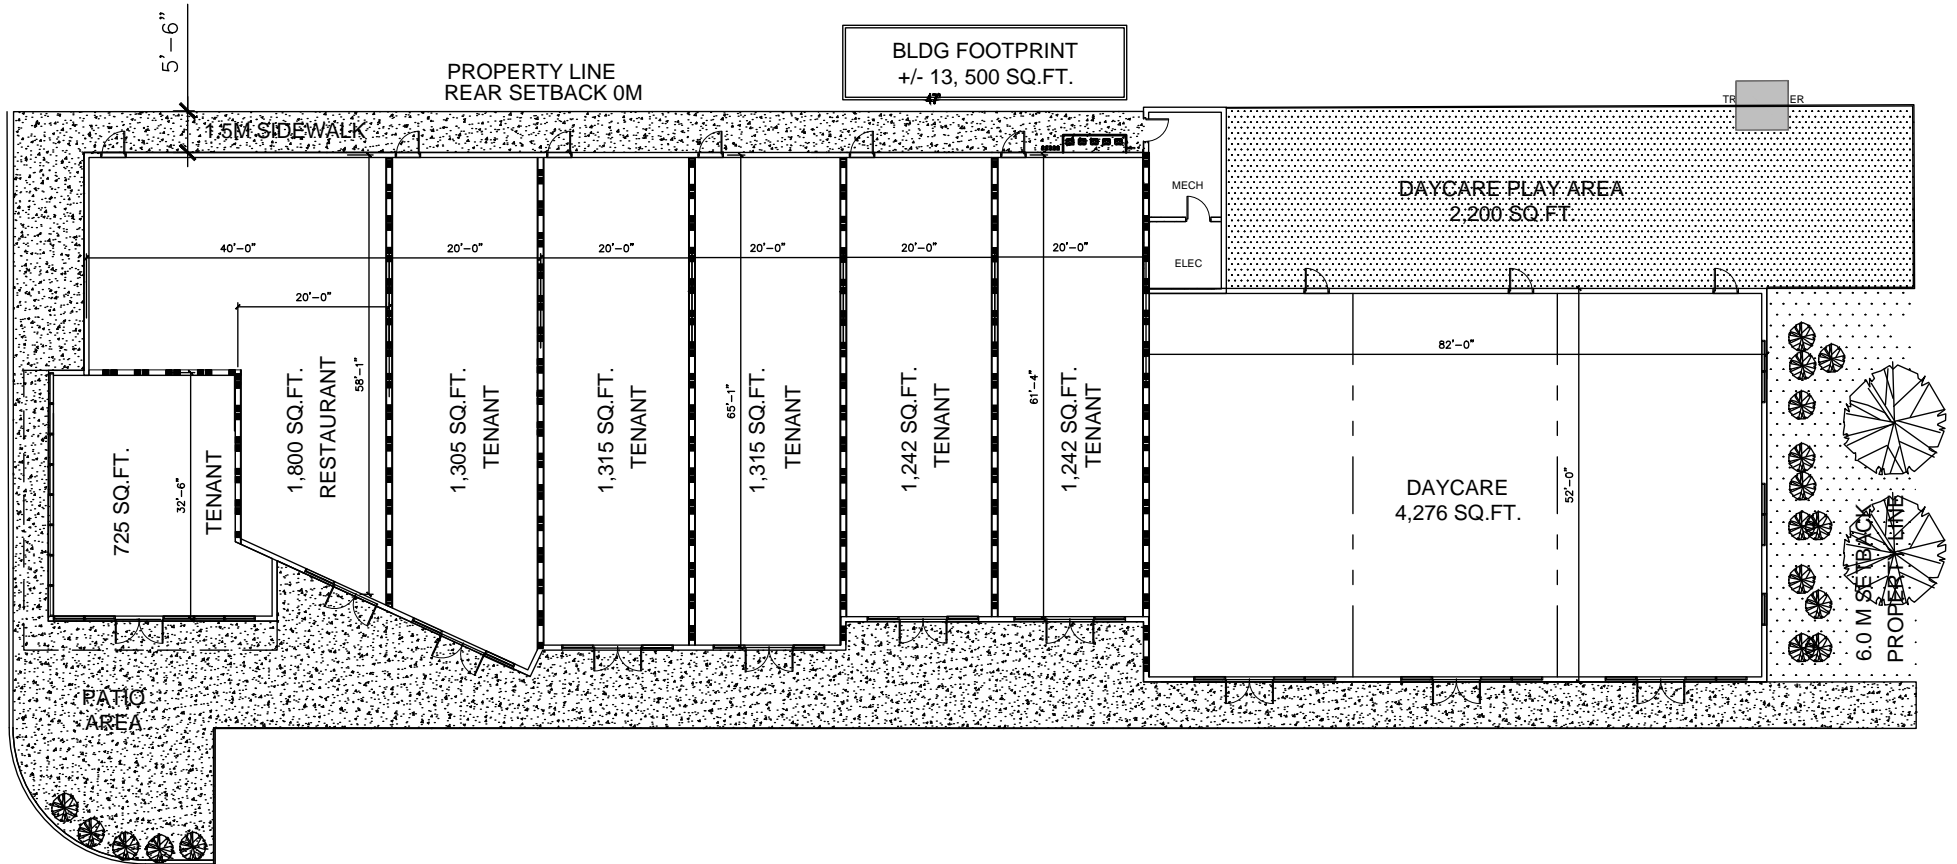 5'-6"
PROPERTY LINE
REAR SETBACK 0M
BLDG FOOTPRINT
+/- 13, 500 SQ.FT.
47'
1.5M SIDEWALK
TR ER
MECH
ELEC
DAYCARE PLAY AREA
2,200 SQ.FT.
40'-0"
20'-0"
20'-0"
20'-0"
20'-0"
20'-0"
20'-0"
82'-0"
725 SQ.FT.
TENANT
32'-6"
1,800 SQ.FT.
RESTAURANT
58'-1"
1,305 SQ.FT.
TENANT
1,315 SQ.FT.
TENANT
65'-1"
1,315 SQ.FT.
TENANT
1,242 SQ.FT.
TENANT
61'-4"
1,242 SQ.FT.
TENANT
DAYCARE
4,276 SQ.FT.
52'-0"
6.0 M SETBACK
PROPERTY LINE
PATIO
AREA